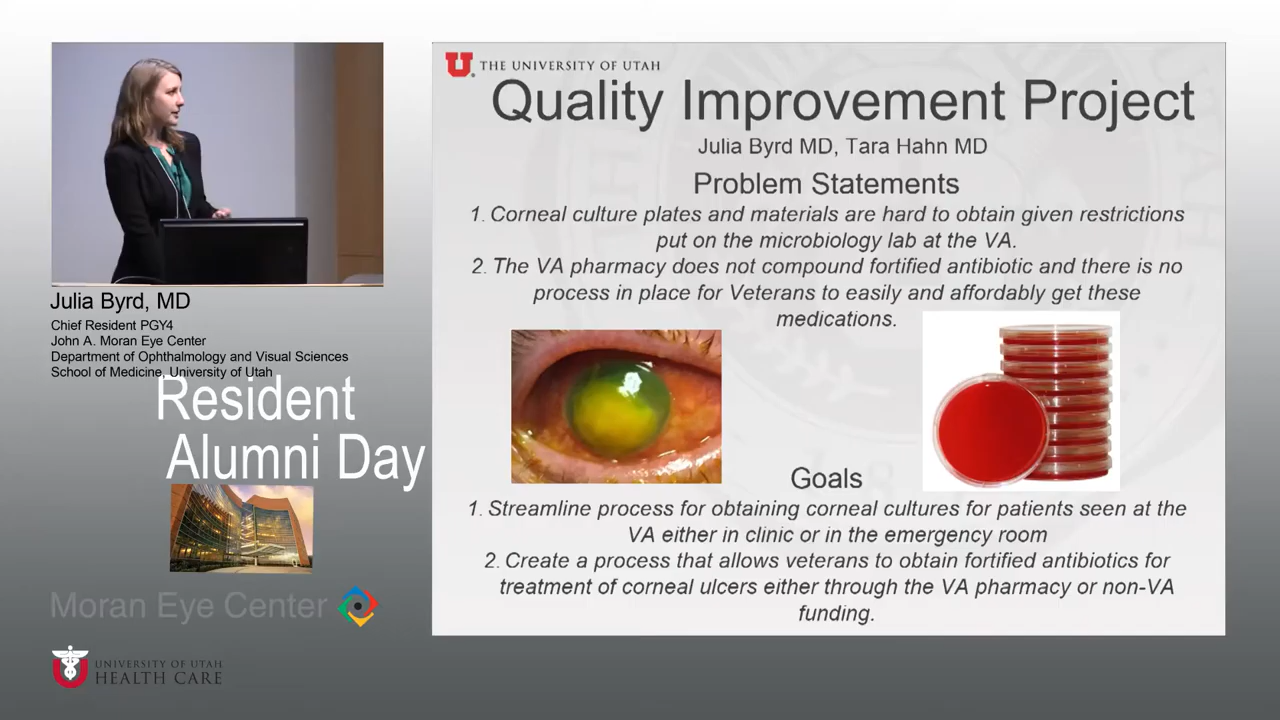 Julia Byrd, MD
Chief Resident PGY4
John A. Moran Eye Center
Department of Ophthalmology and Visual Sciences
School of Medicine, University of Utah
Resident
Alumni Day
Moran Eye Center
UNIVERSITY OF UTAH
HEALTH CARE
THE UNIVERSITY OF UTAH
Quality Improvement Project
Julia Byrd MD, Tara Hahn MD
Problem Statements
1. Corneal culture plates and materials are hard to obtain given restrictions
put on the microbiology lab at the VA.
2. The VA pharmacy does not compound fortified antibiotic and there is no
process in place for Veterans to easily and affordably get these
medications.
Goals
1. Streamline process for obtaining corneal cultures for patients seen at the
VA either in clinic or in the emergency room
2. Create a process that allows veterans to obtain fortified antibiotics for
treatment of corneal ulcers either through the VA pharmacy or non-VA
funding.